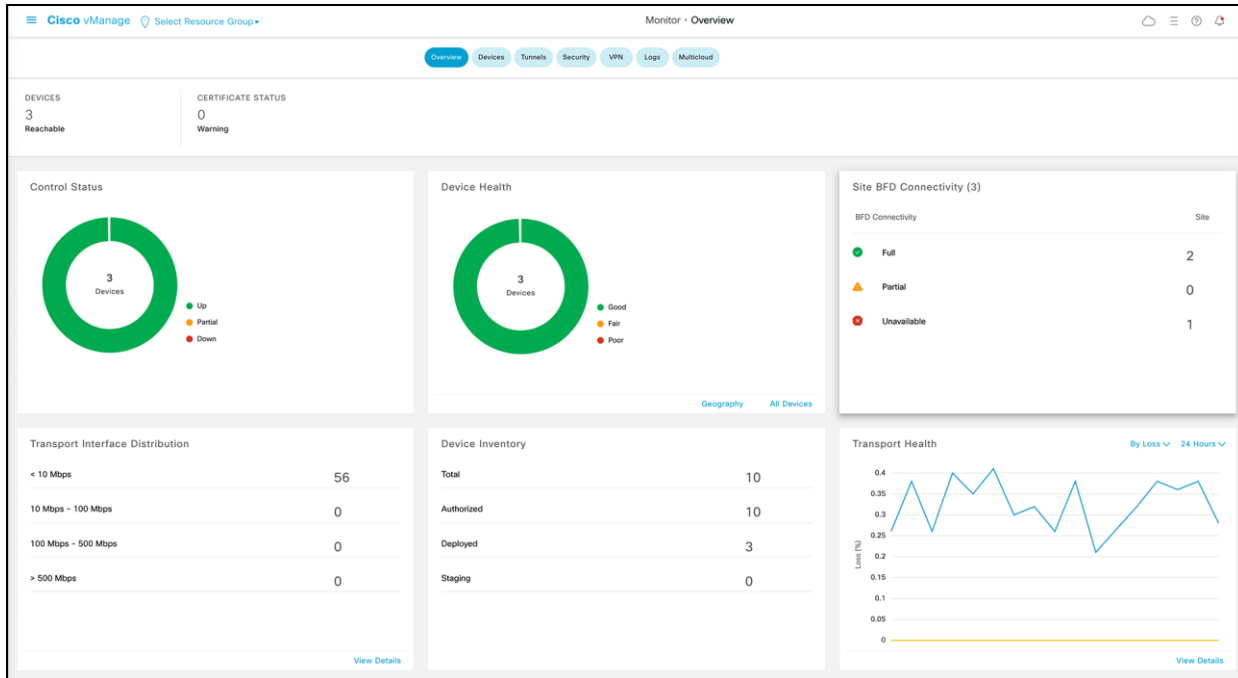 Cisco vManage Select Resource Group
Monitor · Overview
Overview Devices Tunnels Security VPN Logs Multicloud
DEVICES
3
Reachable
CERTIFICATE STATUS
0
Warning
Control Status
3
Devices
Up
Partial
Down
Device Health
3
Devices
Good
Fair
Poor
Geography All Devices
Site BFD Connectivity (3)
BFD Connectivity Site
Full 2
Partial 0
Unavailable 1
Transport Interface Distribution
< 10 Mbps 56
10 Mbps - 100 Mbps 0
100 Mbps - 500 Mbps 0
> 500 Mbps 0
View Details
Device Inventory
Total 10
Authorized 10
Deployed 3
Staging 0
Transport Health By Loss 24 Hours
Loss (%)
0.4
0.35
0.3
0.25
0.2
0.15
0.1
0.05
0
View Details